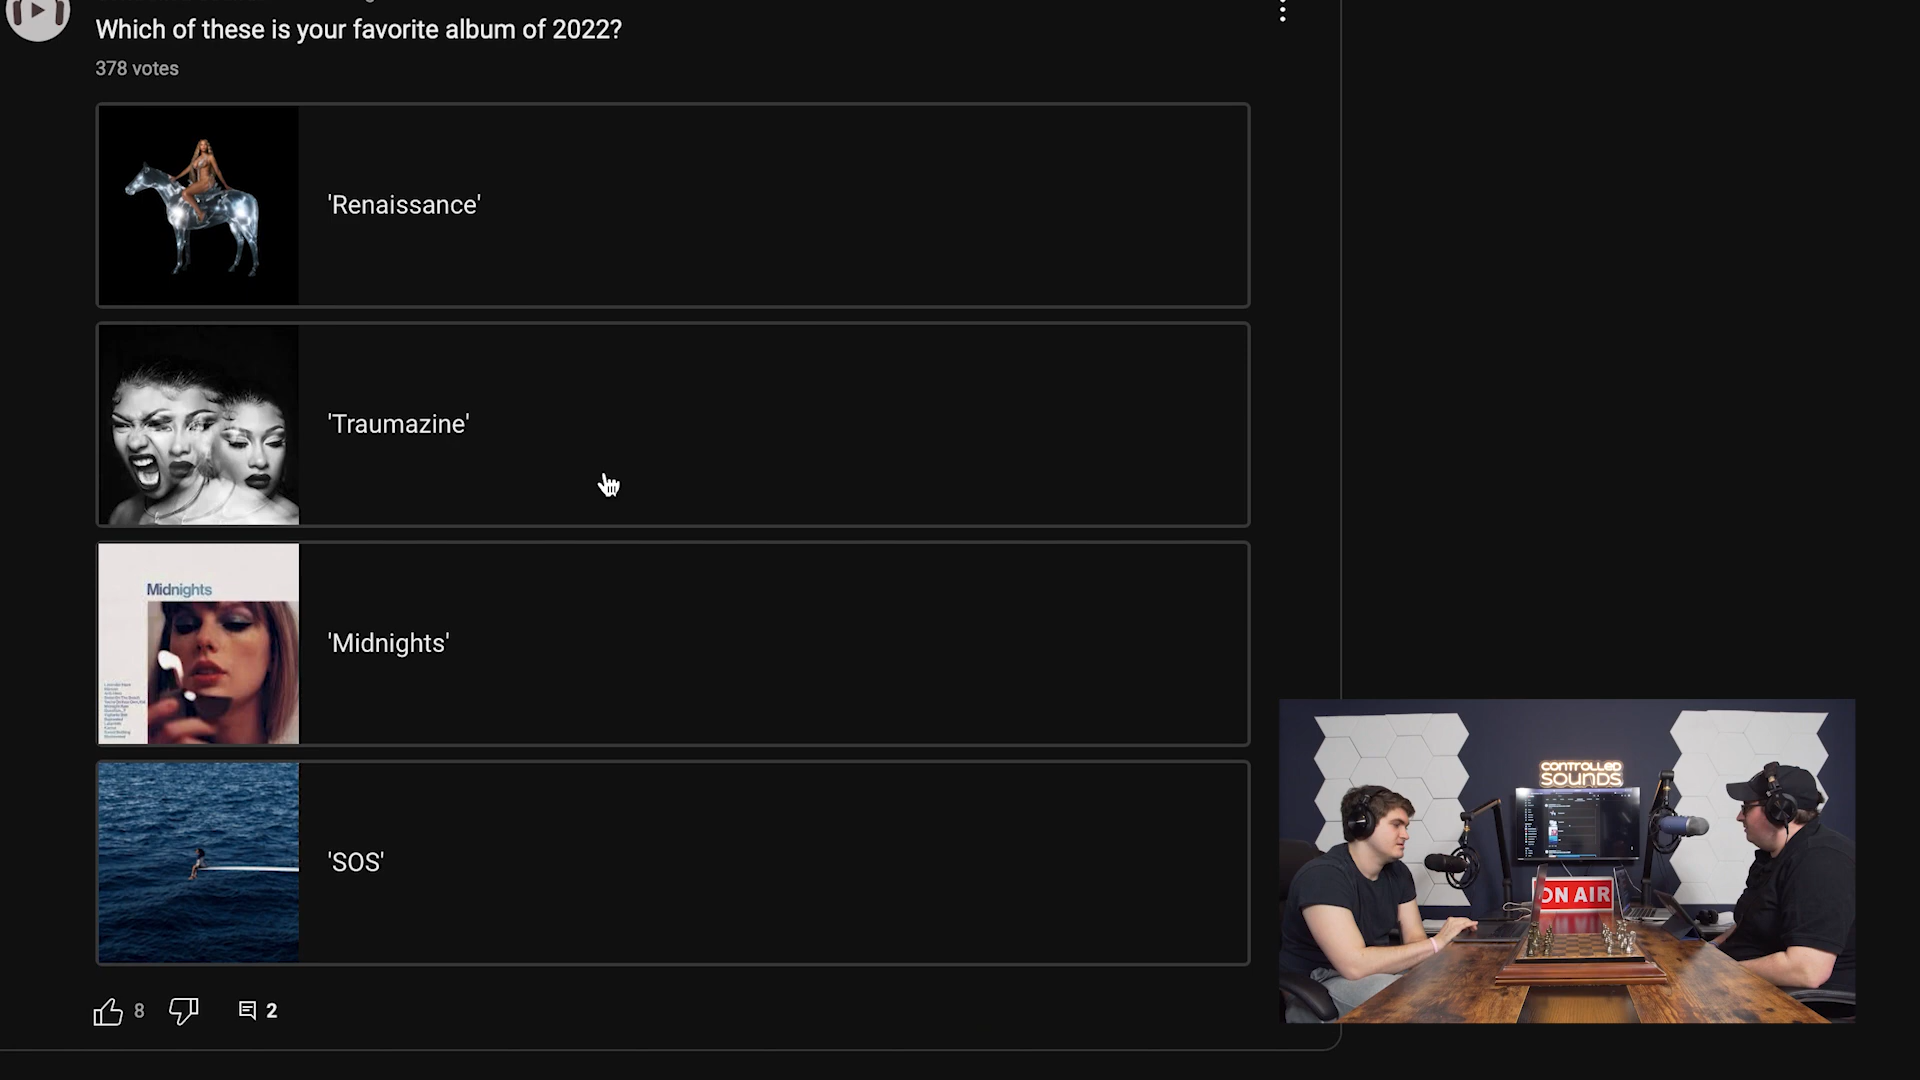 Which of these is your favorite album of 2022?
378 votes
'Renaissance'
'Traumazine'
Midnights
'Midnights'
'SOS'
8
2
CONTROLLED
SOUNDS
ON AIR